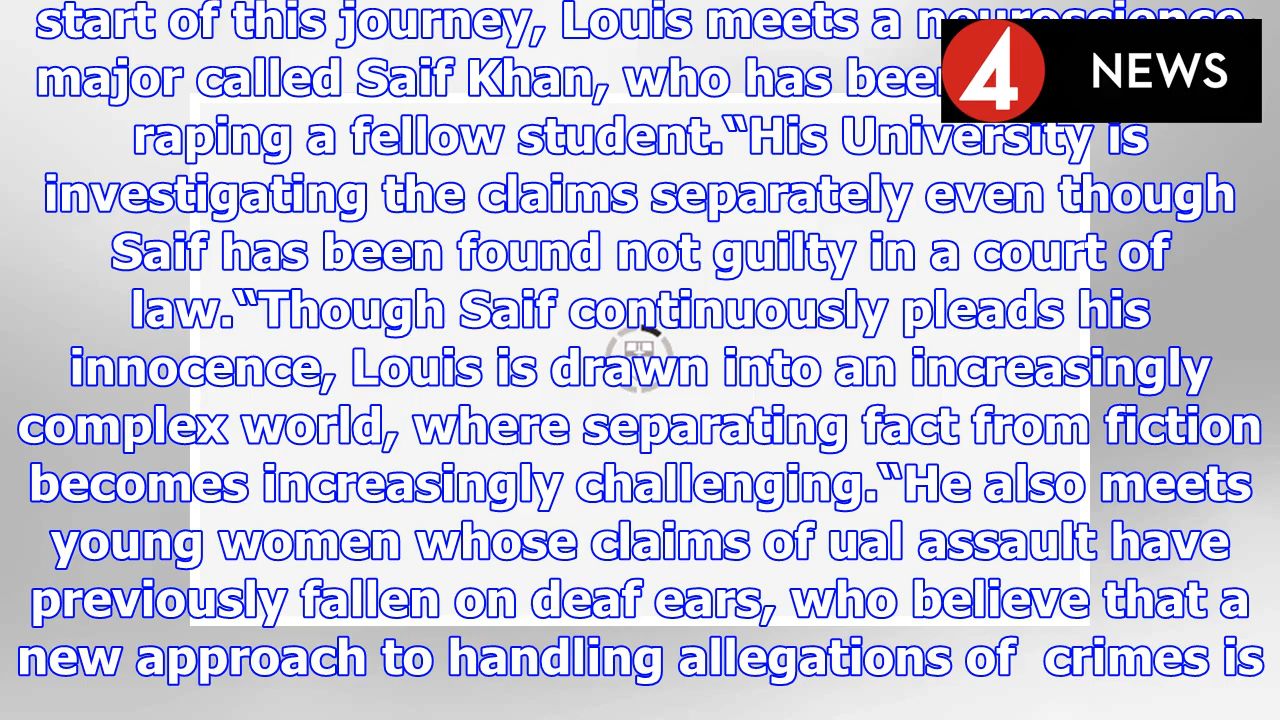 start of this journey, Louis meets a neuroscience
major called Saif Khan, who has been
raping a fellow student.“His University is
investigating the claims separately even though
Saif has been found not guilty in a court of
law.“Though Saif continuously pleads his
innocence, Louis is drawn into an increasingly
complex world, where separating fact from fiction
becomes increasingly challenging.“He also meets
young women whose claims of ual assault have
previously fallen on deaf ears, who believe that a
new approach to handling allegations of  crimes is
4 NEWS